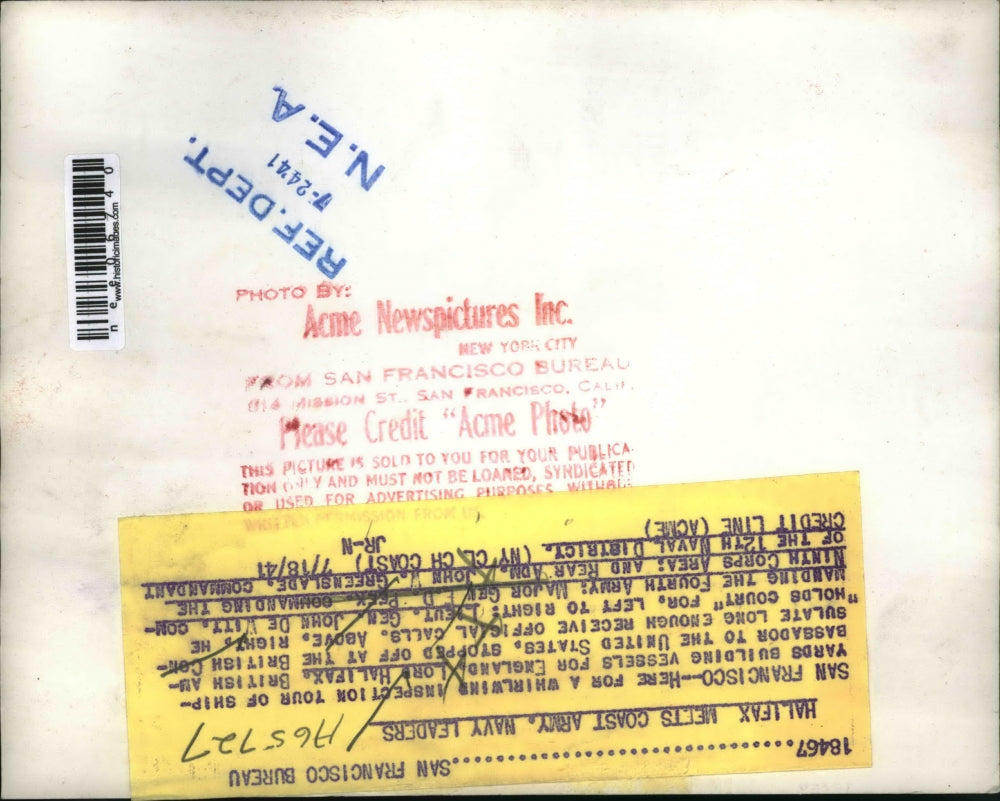 N.E.A
7-24-41
REF. DEPT.
nee06740
www.historicimages.com
PHOTO BY:
Acme Newspictures Inc.
NEW YORK CITY
FROM SAN FRANCISCO BUREAU
814 MISSION ST., SAN FRANCISCO, CALIF.
Please Credit "Acme Photo"
THIS PICTURE IS SOLD TO YOU FOR YOUR PUBLICA-
TION ONLY AND MUST NOT BE LOANED, SYNDICATED
OR USED FOR ADVERTISING PURPOSES WITHOUT
WRITTEN PERMISSION FROM US
18467.....SAN FRANCISCO BUREAU
A65727
HALIFAX MEETS COAST ARMY, NAVY LEADERS
SAN FRANCISCO--HERE FOR A WHIRLWIND INSPECTION TOUR OF SHIP-
YARDS BUILDING VESSELS FOR ENGLAND, LORD HALIFAX, BRITISH AM-
BASSADOR TO THE UNITED STATES, STOPPED OFF AT THE BRITISH CON-
SULATE LONG ENOUGH RECEIVE OFFICIAL CALLS. ABOVE, RIGHT, HE
"HOLDS COURT" FOR, LEFT TO RIGHT: LIEUT. GEN. JOHN DE WITT, COM-
MANDING THE FOURTH ARMY; MAJOR GEN. D. PEEK, COMMANDING THE
NINTH CORPS AREA, AND REAR ADM. JOHN W. GREENSLADE, COMMANDANT
OF THE 12TH NAVAL DISTRICT. (NY CL CH COAST) 7/18/41
CREDIT LINE (ACME) JR-N